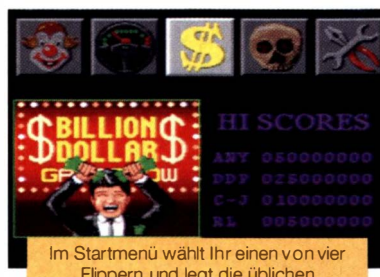 $
$BILLION
DOLLAR$
HI SCORES
ANY 050000000
DDP 025000000
C-J 010000000
RL 005000000
Im Startmenü wählt Ihr einen von vier
Flippern und legt die üblichen